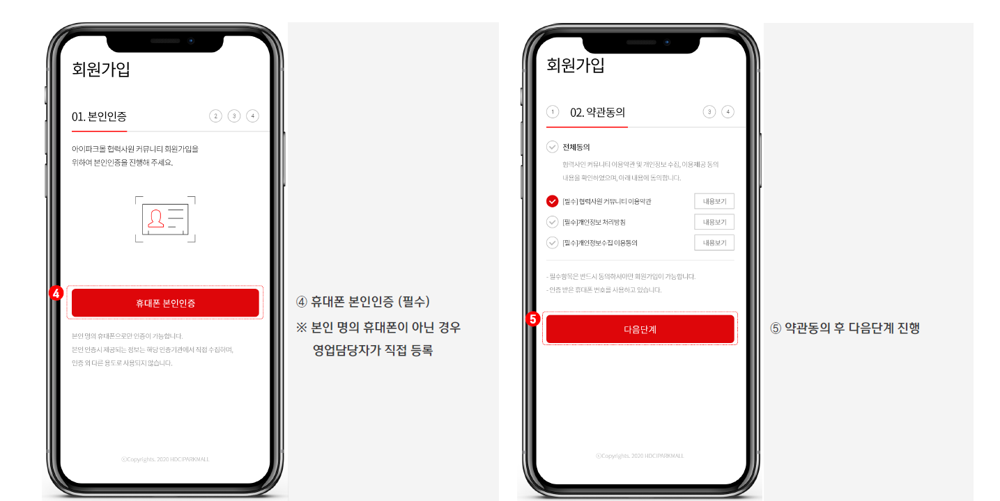 회원가입
01. 본인인증
2 3 4
아이파크몰 협력사원 커뮤니티 회원가입을
위하여 본인인증을 진행해 주세요.
4
휴대폰 본인인증
본인 명의 휴대폰으로만 인증이 가능합니다.
본인 인증시 제공되는 정보는 해당 인증기관에서 직접 수집하며,
인증 외 다른 용도로 사용되지 않습니다.
ⓒCopyrights. 2020 HDCIPARKMALL
④ 휴대폰 본인인증 (필수)
※ 본인 명의 휴대폰이 아닌 경우
영업담당자가 직접 등록
회원가입
1 02. 약관동의 3 4
전체동의
협력사인 커뮤니티 이용약관 및 개인정보 수집, 이용제공 동의
내용을 확인하였으며, 아래 내용에 동의합니다.
[필수] 협력사원 커뮤니티 이용약관 내용보기
[필수]개인정보 처리방침 내용보기
[필수]개인정보수집 이용동의 내용보기
- 필수항목은 반드시 동의하셔야만 회원가입이 가능합니다.
- 인증 받은 휴대폰 번호를 사용하고 있습니다.
5
다음단계
ⓒCopyrights. 2020 HDCIPARKMALL
⑤ 약관동의 후 다음단계 진행